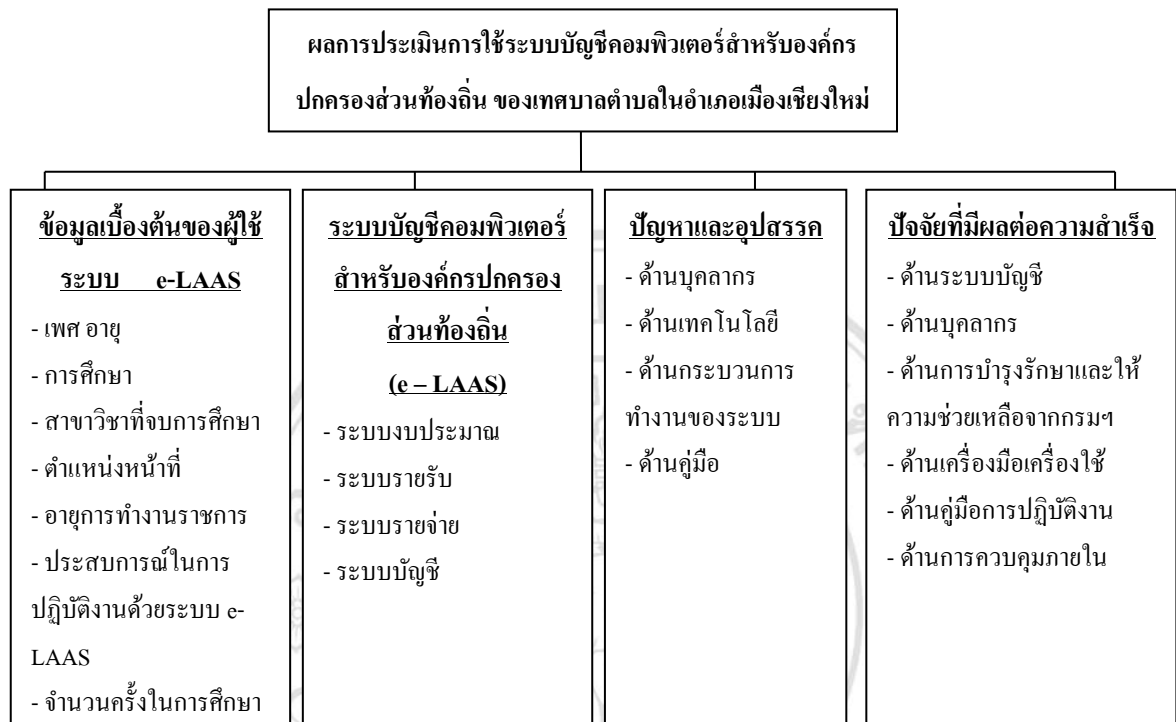 ผลการประเมินการใช้ระบบบัญชีคอมพิวเตอร์สำหรับองค์กร
ปกครองส่วนท้องถิ่น ของเทศบาลตำบลในอำเภอเมืองเชียงใหม่
ข้อมูลเบื้องต้นของผู้ใช้
ระบบ e-LAAS
- เพศ อายุ
- การศึกษา
- สาขาวิชาที่จบการศึกษา
- ตำแหน่งหน้าที่
- อายุการทำงานราชการ
- ประสบการณ์ในการ
ปฏิบัติงานด้วยระบบ e-
LAAS
- จำนวนครั้งในการศึกษา
ระบบบัญชีคอมพิวเตอร์
สำหรับองค์กรปกครอง
ส่วนท้องถิ่น
(e – LAAS)
- ระบบงบประมาณ
- ระบบรายรับ
- ระบบรายจ่าย
- ระบบบัญชี
ปัญหาและอุปสรรค
- ด้านบุคลากร
- ด้านเทคโนโลยี
- ด้านกระบวนการ
ทำงานของระบบ
- ด้านคู่มือ
ปัจจัยที่มีผลต่อความสำเร็จ
- ด้านระบบบัญชี
- ด้านบุคลากร
- ด้านการบำรุงรักษาและให้
ความช่วยเหลือจากกรมฯ
- ด้านเครื่องมือเครื่องใช้
- ด้านคู่มือการปฏิบัติงาน
- ด้านการควบคุมภายใน